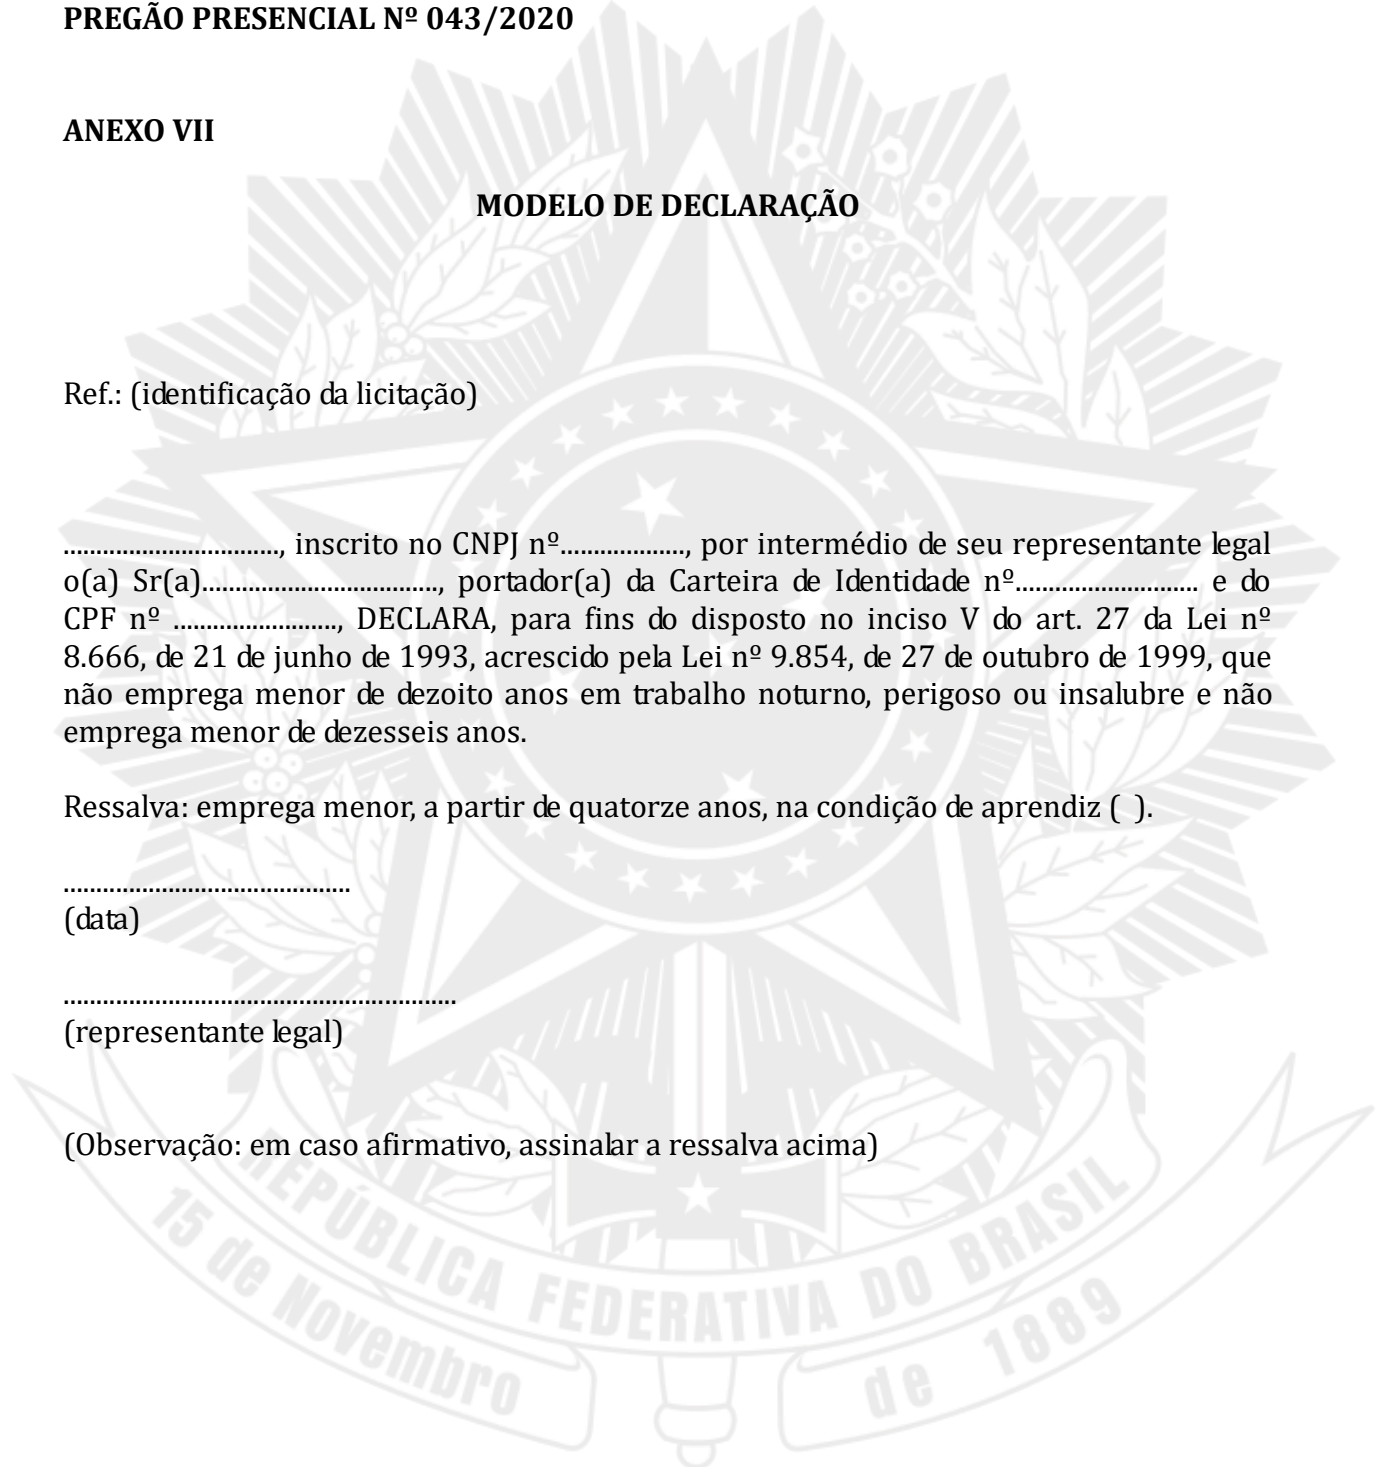 PREGÃO PRESENCIAL Nº 043/2020
ANEXO VII
MODELO DE DECLARAÇÃO
Ref.: (identificação da licitação)
................................., inscrito no CNPJ nº..................., por intermédio de seu representante legal
o(a) Sr(a)...................................., portador(a) da Carteira de Identidade nº............................ e do
CPF nº ........................., DECLARA, para fins do disposto no inciso V do art. 27 da Lei nº
8.666, de 21 de junho de 1993, acrescido pela Lei nº 9.854, de 27 de outubro de 1999, que
não emprega menor de dezoito anos em trabalho noturno, perigoso ou insalubre e não
emprega menor de dezesseis anos.
Ressalva: emprega menor, a partir de quatorze anos, na condição de aprendiz ( ).
............................................
(data)
............................................................
(representante legal)
(Observação: em caso afirmativo, assinalar a ressalva acima)
REPÚBLICA FEDERATIVA DO BRASIL
15 de Novembro de 1889